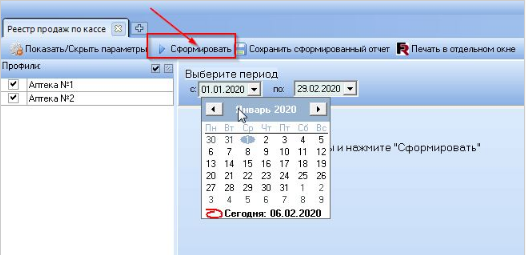 Реестр продаж по кассе
Показать/Скрыть параметры Сформировать Сохранить сформированный отчет Печать в отдельном окне
Профили:
Аптека №1
Аптека №2
Выберите период
с: 01.01.2020 по: 29.02.2020
Январь 2020
Пн Вт Ср Чт Пт Сб Вс
30 31 1 2 3 4 5
6 7 8 9 10 11 12
13 14 15 16 17 18 19
20 21 22 23 24 25 26
27 28 29 30 31 1 2
3 4 5 6 7 8 9
Сегодня: 06.02.2020
ы и нажмите "Сформировать"